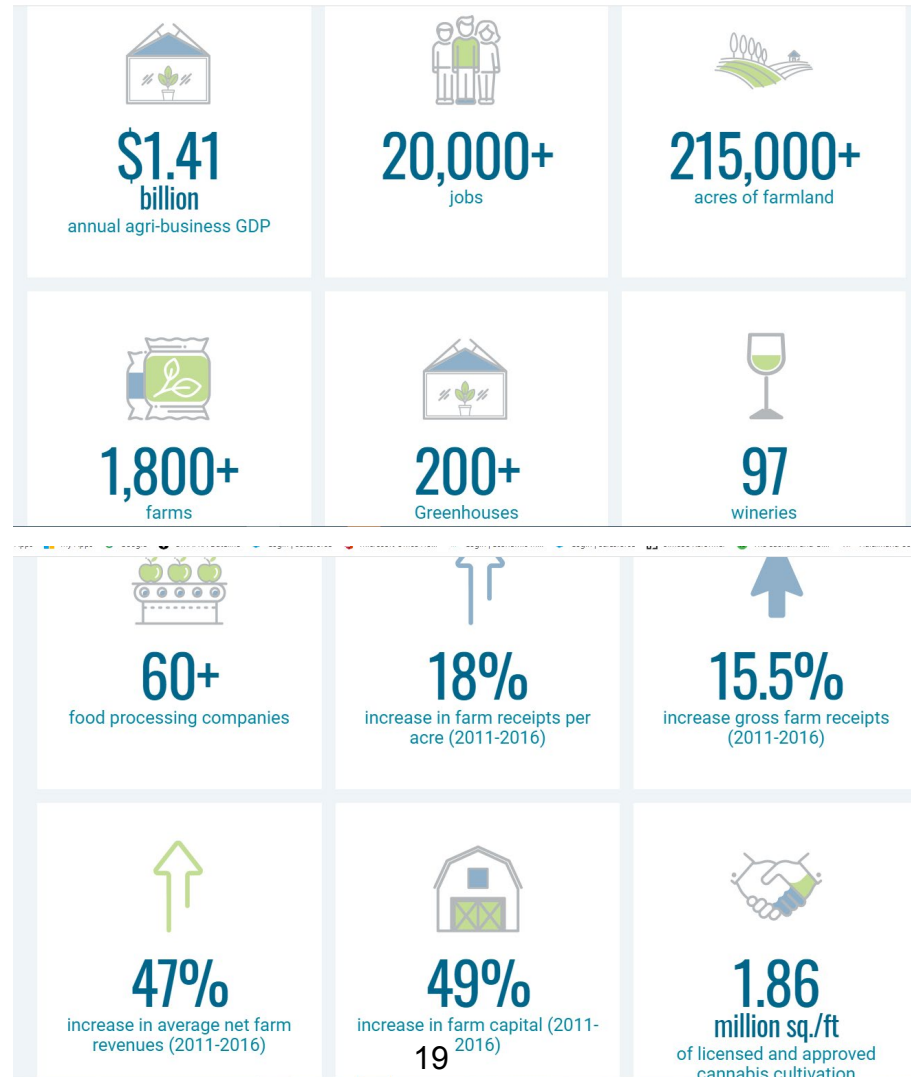 $1.41
billion
annual agri-business GDP
20,000+
jobs
215,000+
acres of farmland
1,800+
farms
200+
Greenhouses
97
wineries
60+
food processing companies
18%
increase in farm receipts per
acre (2011-2016)
15.5%
increase gross farm receipts
(2011-2016)
47%
increase in average net farm
revenues (2011-2016)
49%
increase in farm capital (2011-
2016)
19
1.86
million sq./ft
of licensed and approved
cannabis cultivation